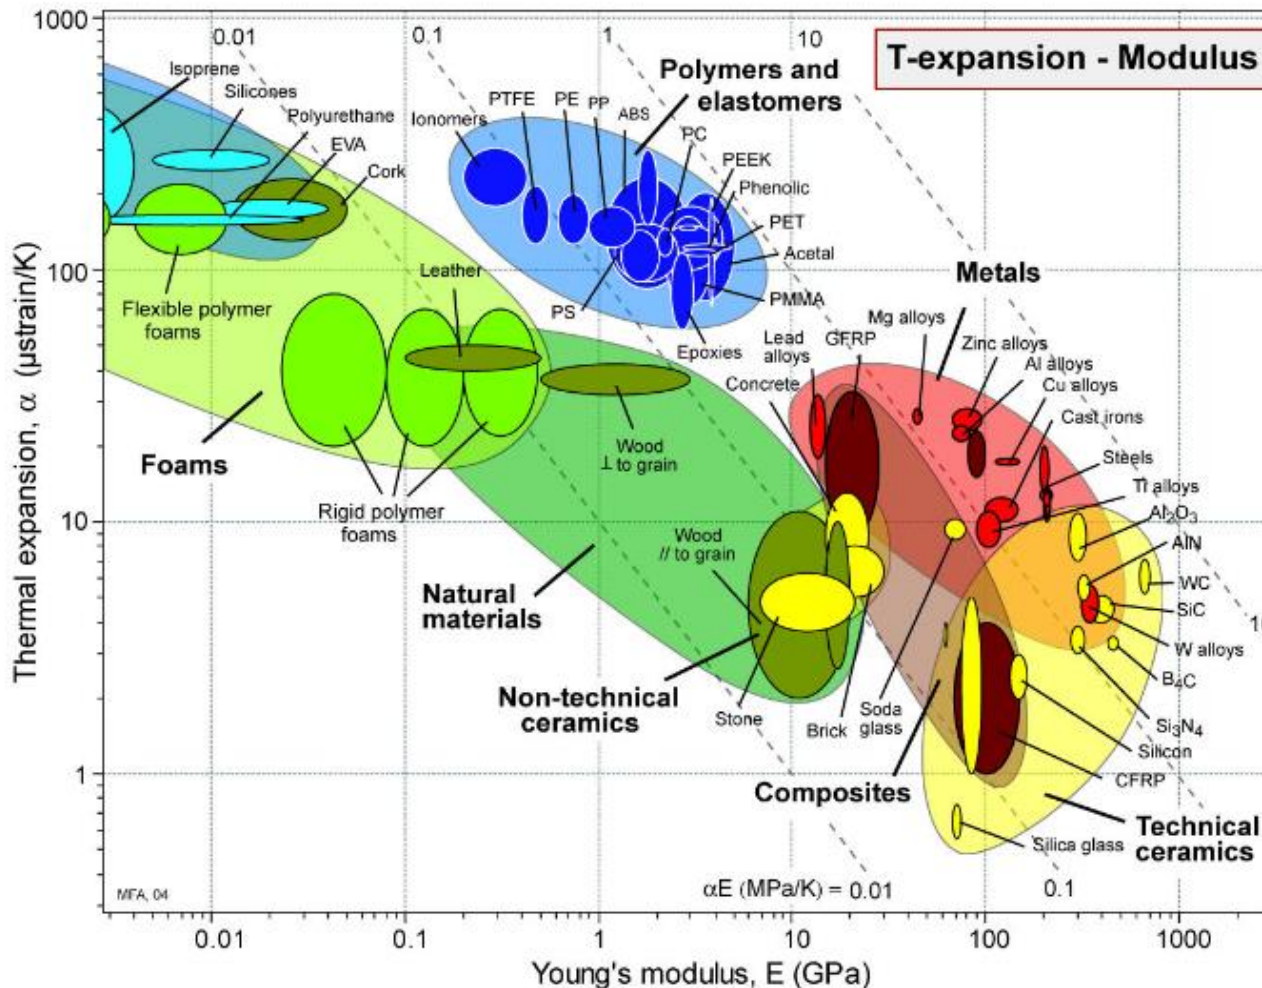 T-expansion - Modulus
1000
100
10
1
Thermal expansion, α (µstrain/K)
0.01
0.1
1
10
Isoprene
Silicones
Polyurethane
EVA
Cork
Flexible polymer
foams
Leather
Foams
Rigid polymer
foams
Ionomers
PTFE
PE
PP
ABS
Polymers and
elastomers
PC
PEEK
Phenolic
PET
Acetal
PMMA
PS
Epoxies
Wood
⊥ to grain
Natural
materials
Wood
// to grain
Non-technical
ceramics
Stone
Brick
Soda
glass
Composites
Lead
alloys
Concrete
GFRP
Mg alloys
Metals
Zinc alloys
Al alloys
Cu alloys
Cast irons
Steels
Ti alloys
Al₂O₃
AlN
WC
SiC
W alloys
B₄C
Si₃N₄
Silicon
CFRP
Technical
ceramics
Silica glass
αE (MPa/K) = 0.01
0.1
MFA, 04
0.01
0.1
1
10
100
1000
Young's modulus, E (GPa)